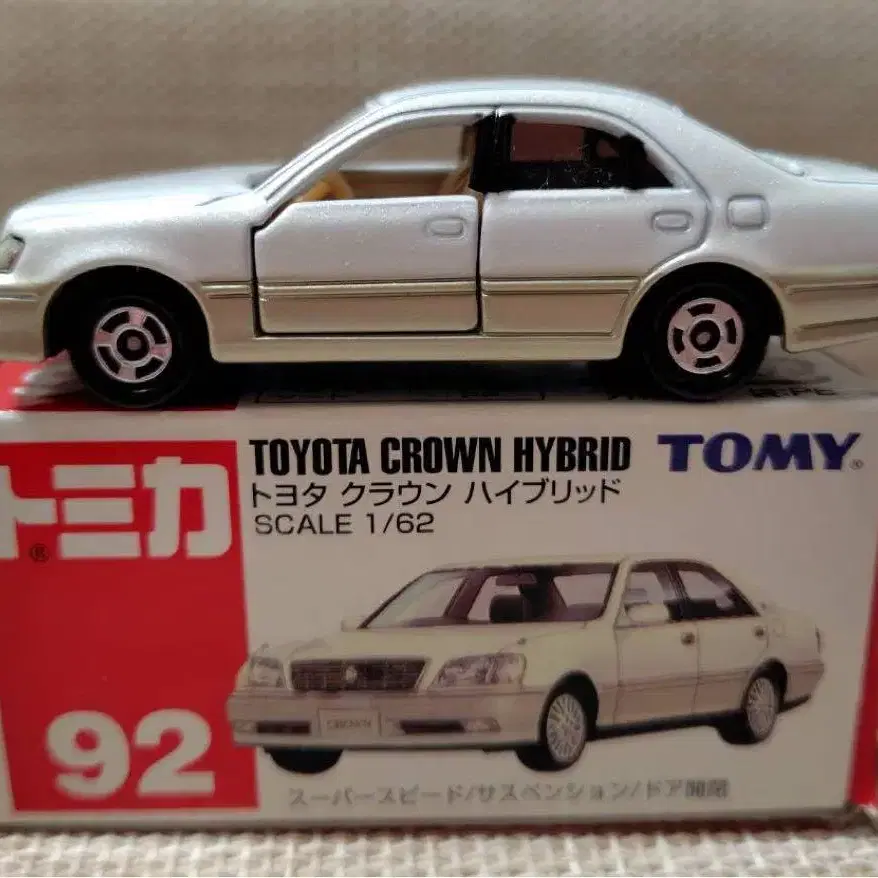 TOYOTA CROWN HYBRID TOMY®
トヨタ クラウン ハイブリッド
SCALE 1/62
トミカ®
CROWN
92
スーパースピード/サスペンション/ドア開閉